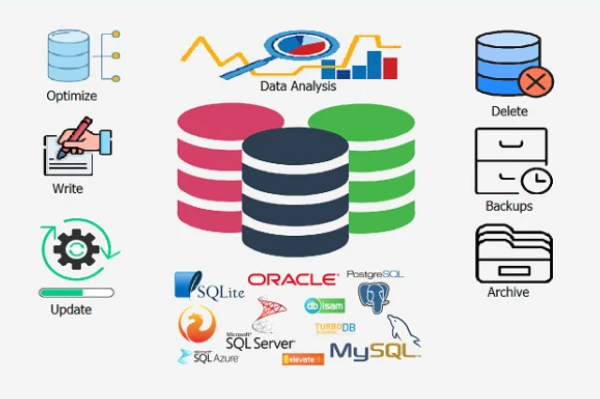 Optimize
Data Analysis
Delete
Write
Backups
Update
Archive
SQLite
ORACLE
PostgreSQL
dbisam
TURBODB
Microsoft
SQL Server
Microsoft
SQL Azure
elevate
MySQL